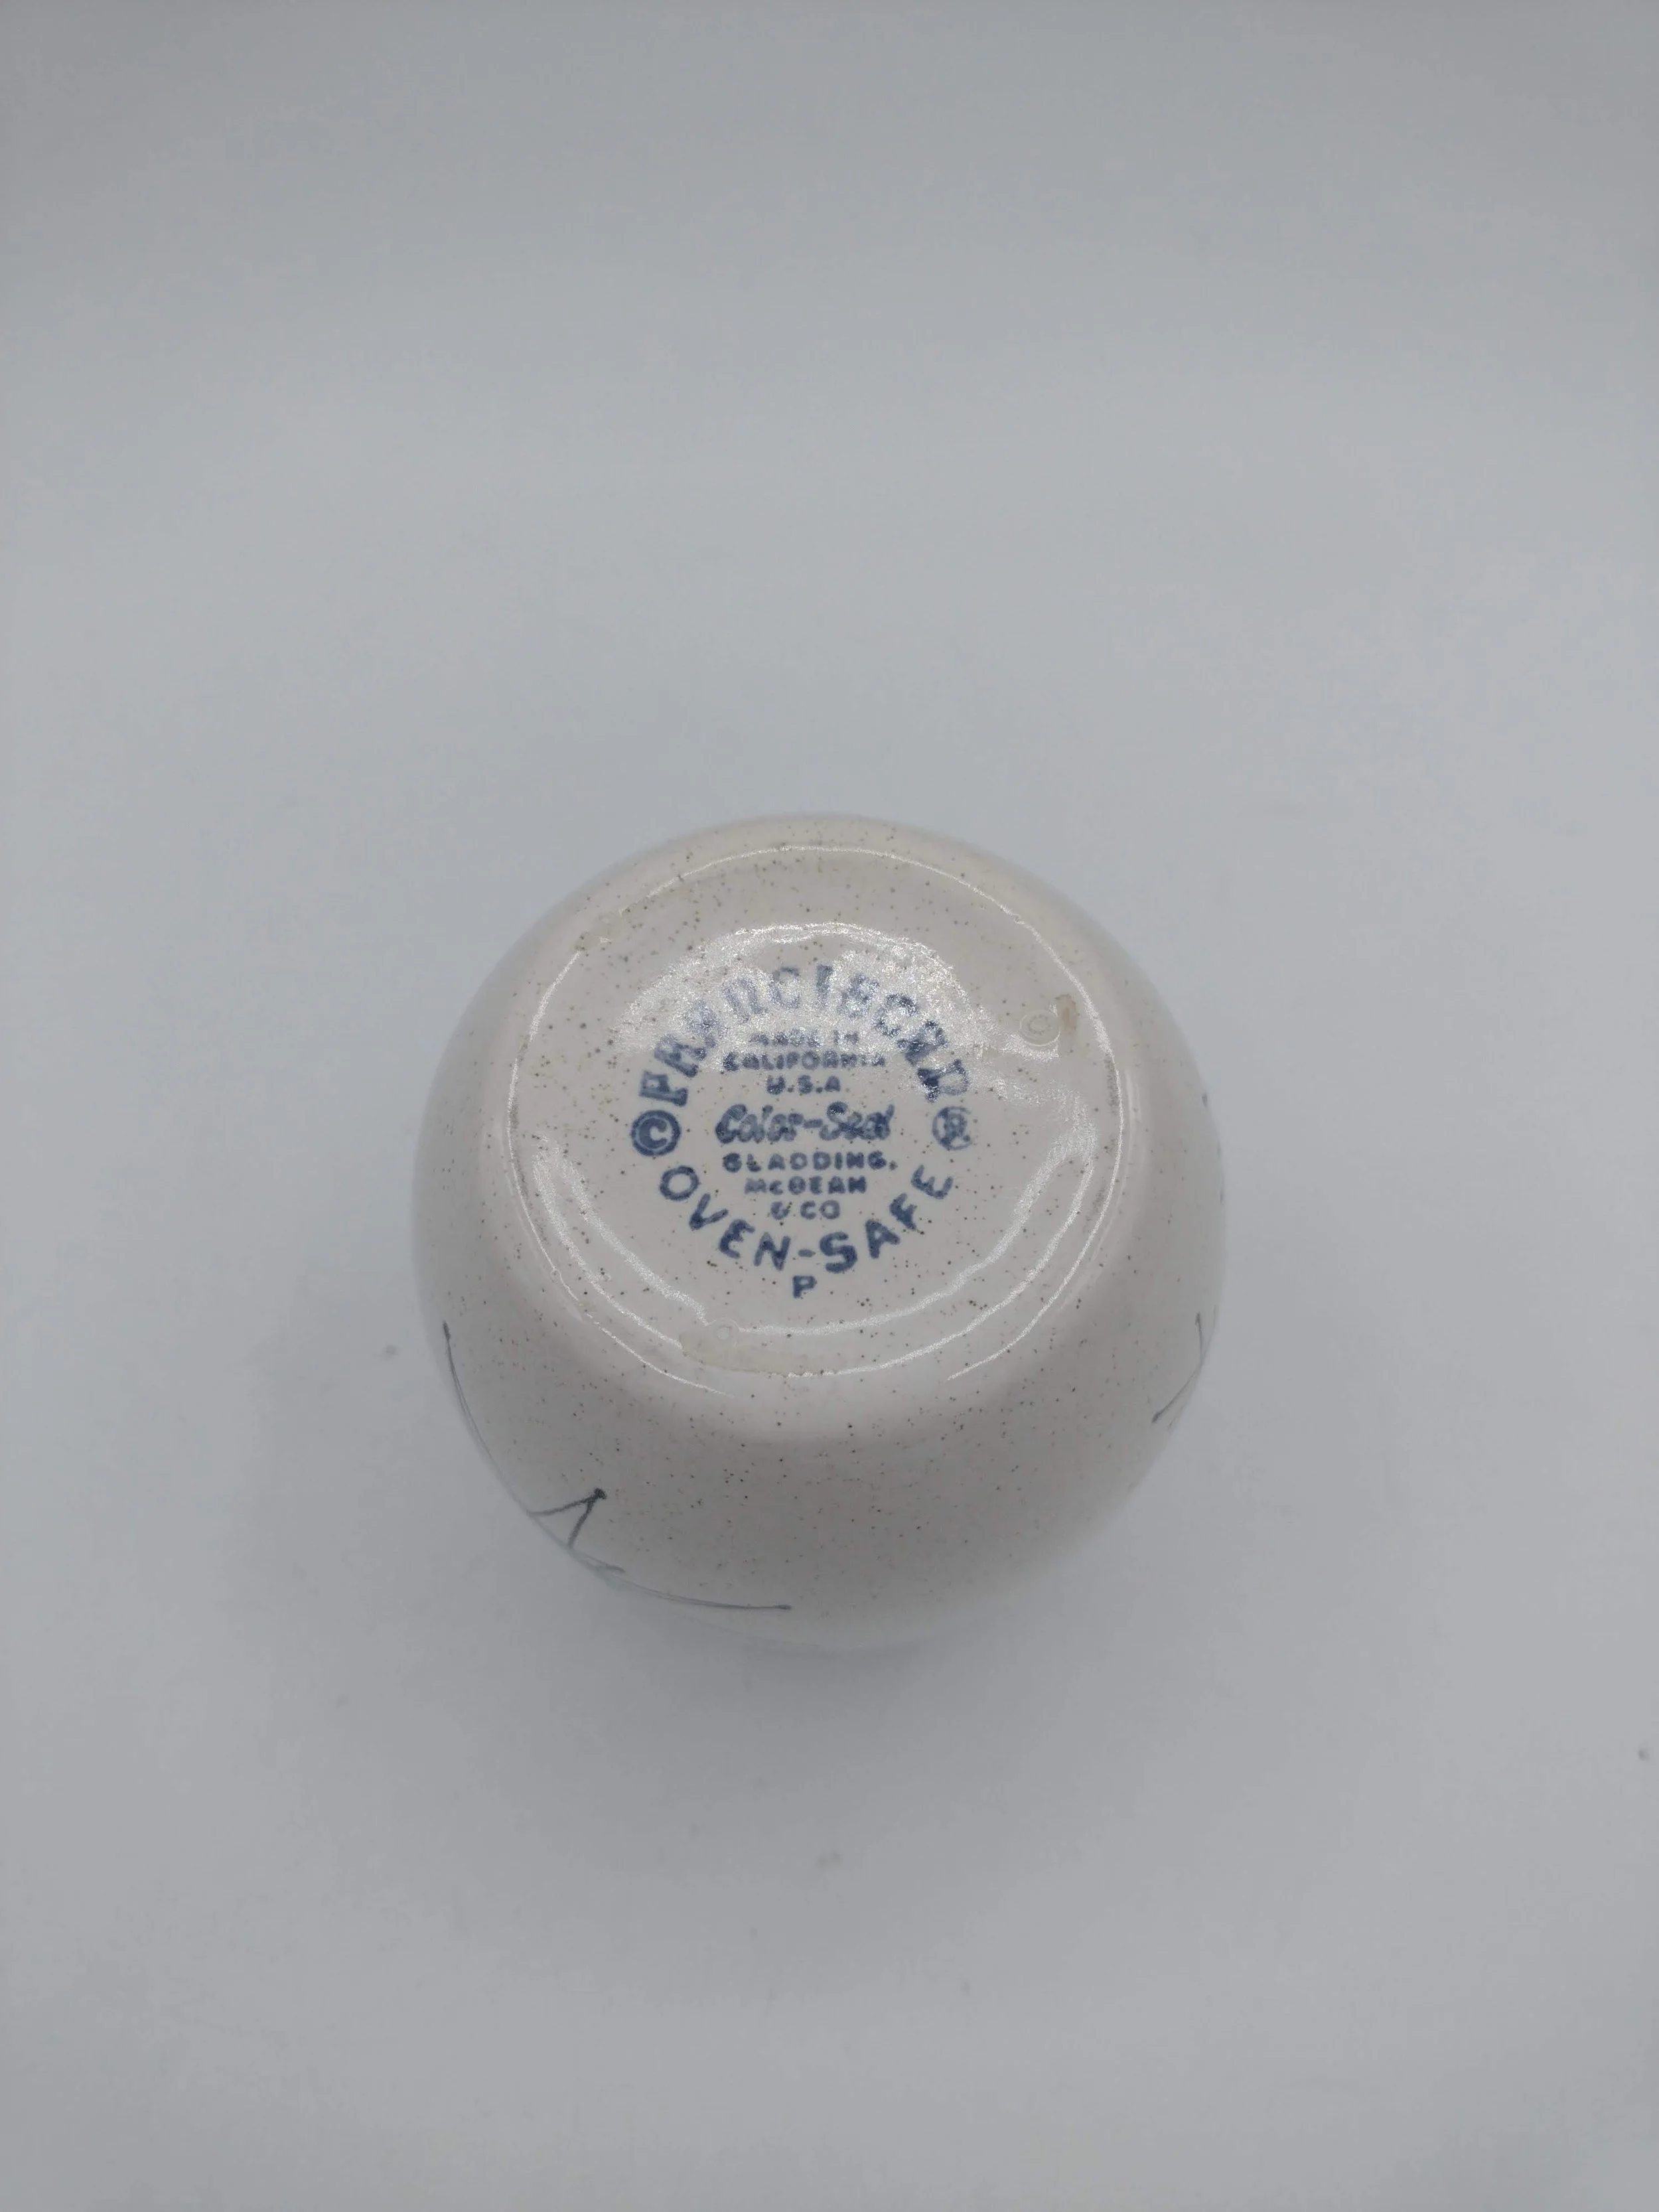 FRANCISCAN
MADE IN
CALIFORNIA
U.S.A
© Color-Seal ®
GLADDING,
McBEAN
& CO
OVEN-SAFE
P